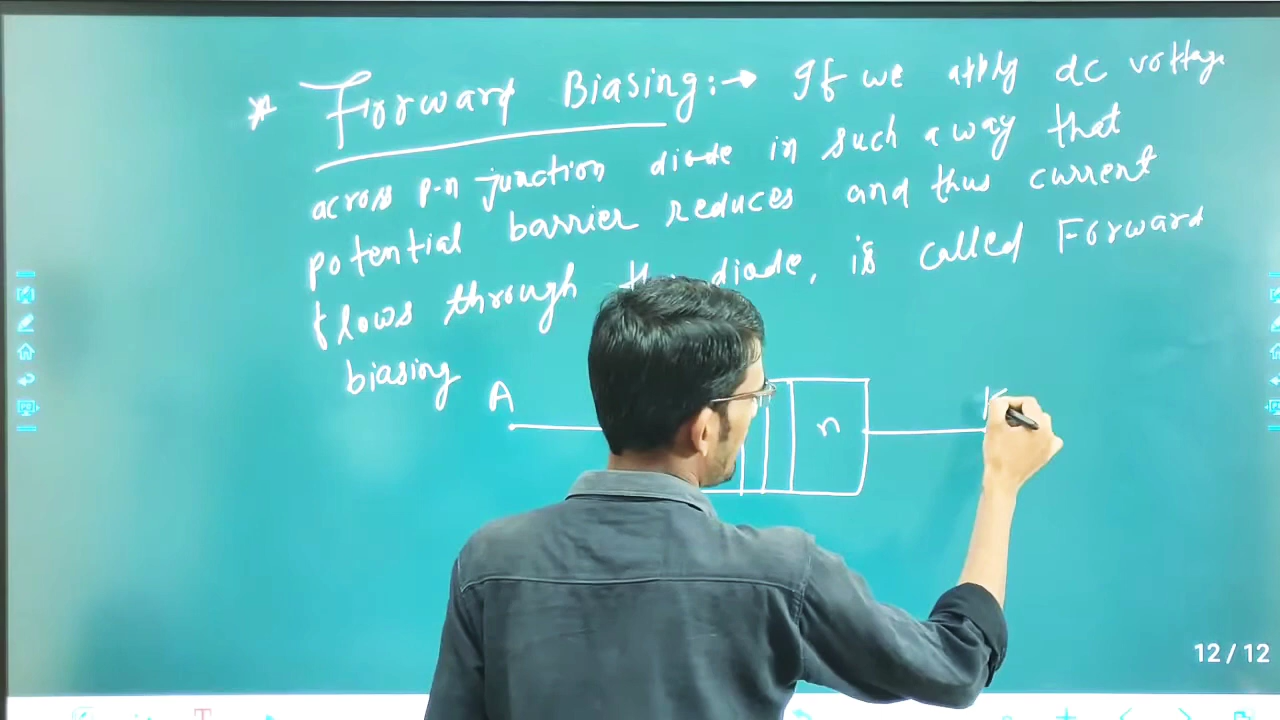 * Forward Biasing:→ If we apply dc voltage
across p-n junction diode in such a way that
potential barrier reduces and thus current
flows through diode, is called Forward
biasing
A
n
K
12 / 12